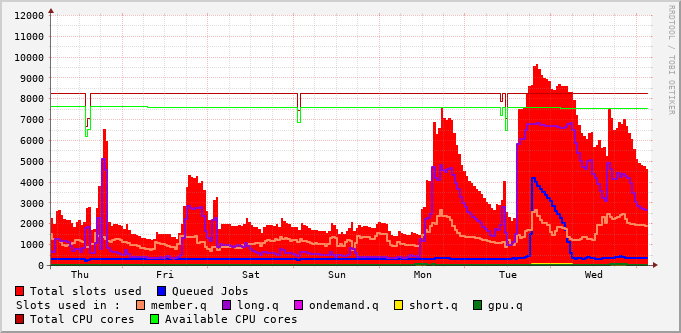 RRDTOOL / TOBI OETIKER
12000
11000
10000
9000
8000
7000
6000
5000
4000
3000
2000
1000
0
Thu Fri Sat Sun Mon Tue Wed
Total slots used Queued Jobs
Slots used in : member.q long.q ondemand.q short.q gpu.q
Total CPU cores Available CPU cores